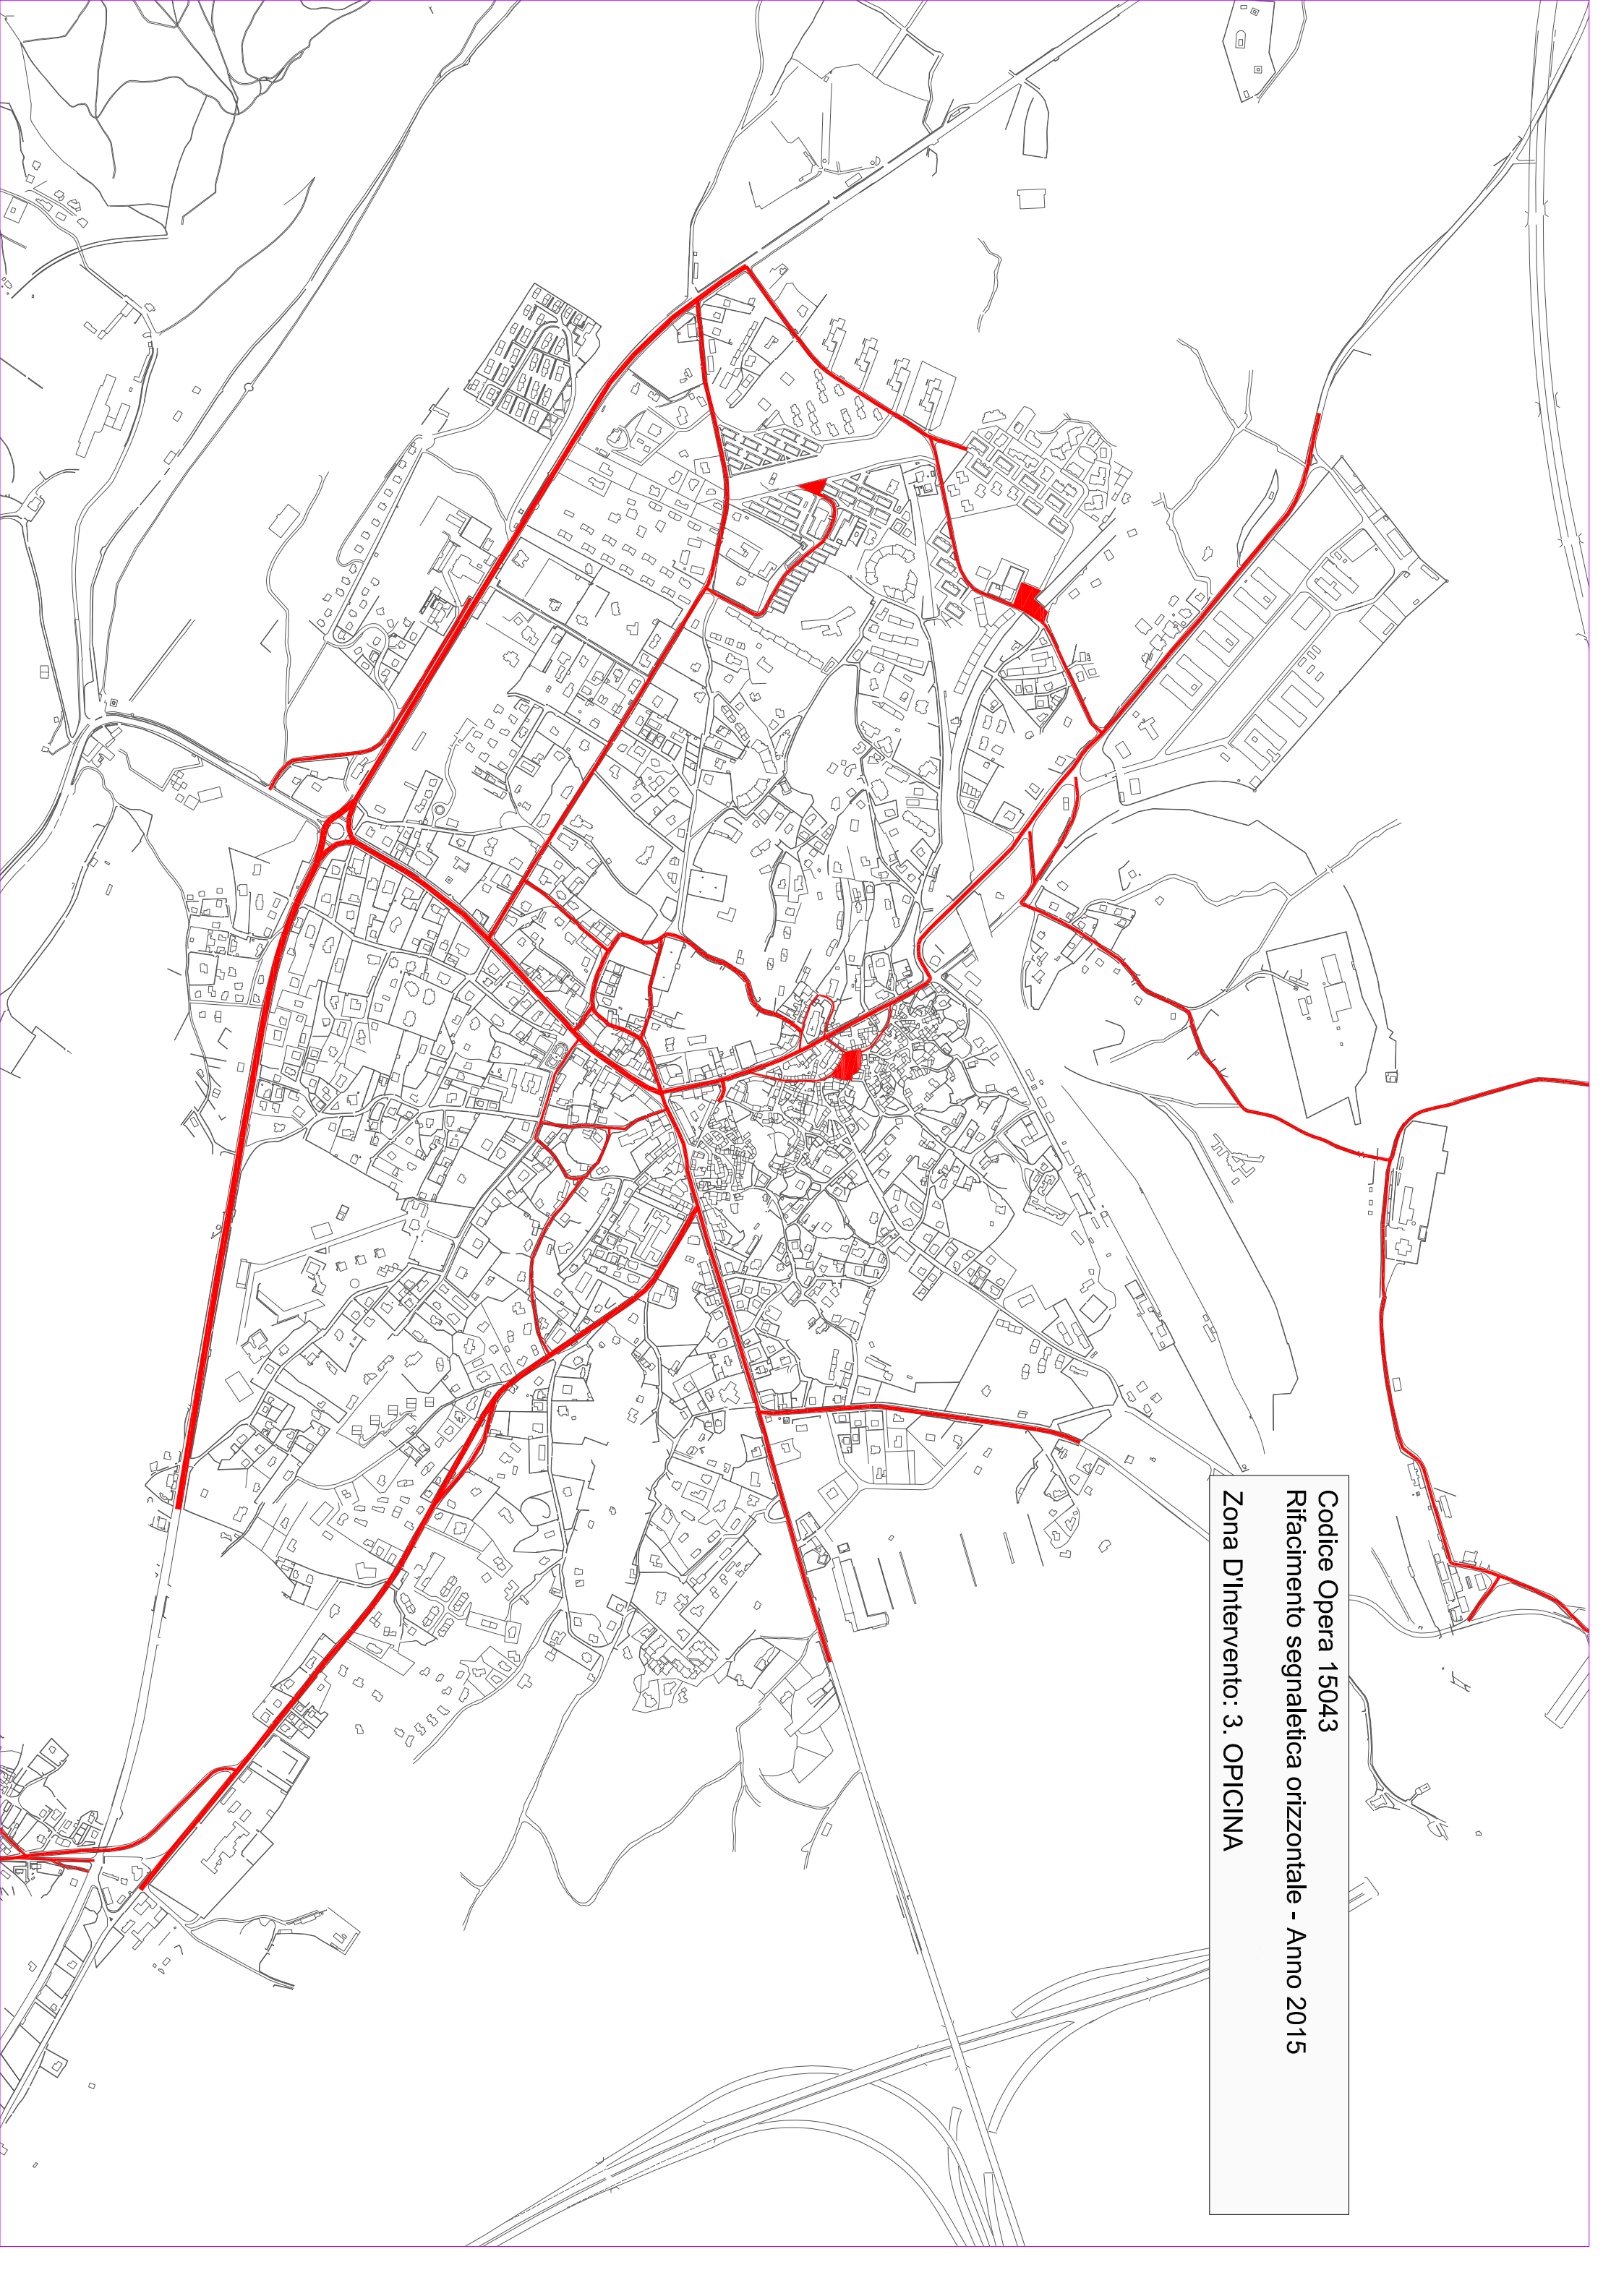 Codice Opera 15043
Rifacimento segnaletica orizzontale - Anno 2015
Zona D'Intervento: 3. OPICINA